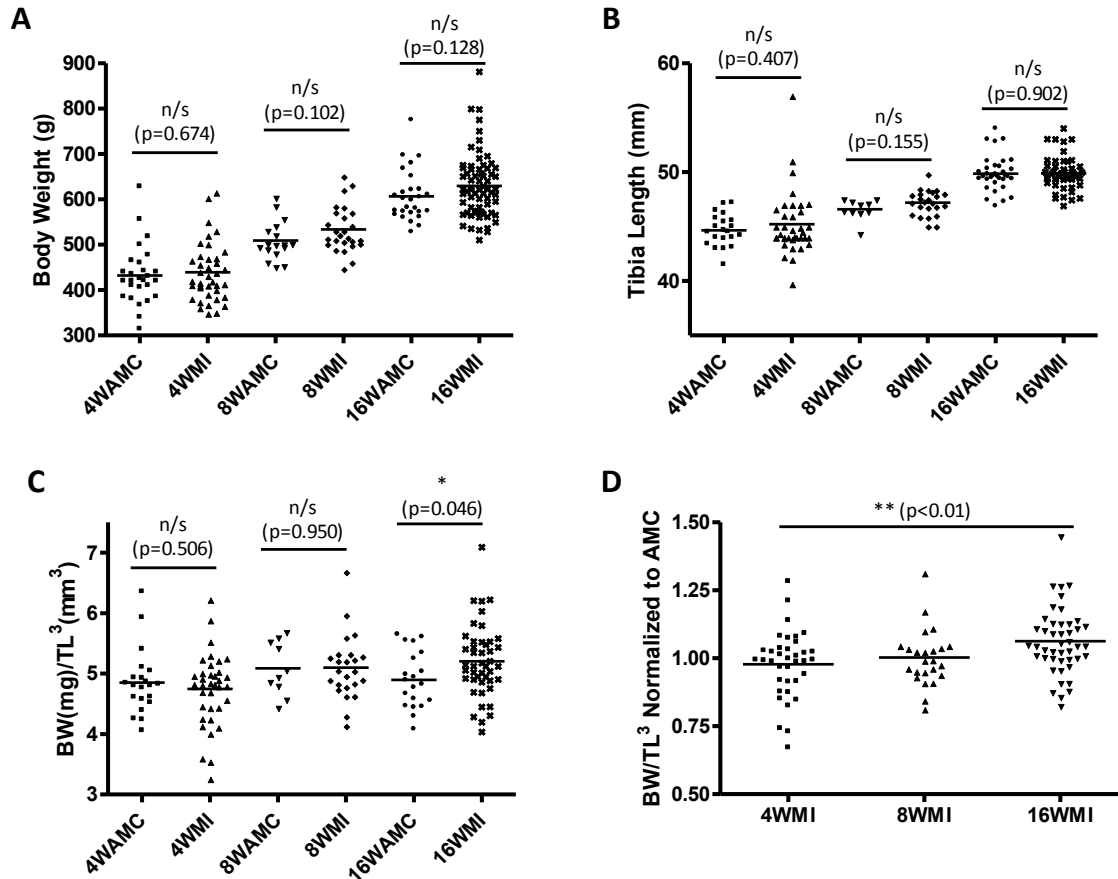 A
n/s
(p=0.128)
n/s
(p=0.102)
n/s
(p=0.674)
Body Weight (g)
900
800
700
600
500
400
300
4WAMC
4WMI
8WAMC
8WMI
16WAMC
16WMI
B
n/s
(p=0.407)
n/s
(p=0.902)
n/s
(p=0.155)
Tibia Length (mm)
60
50
40
4WAMC
4WMI
8WAMC
8WMI
16WAMC
16WMI
C
*
(p=0.046)
n/s
(p=0.506)
n/s
(p=0.950)
BW(mg)/TL³(mm³)
7
6
5
4
3
4WAMC
4WMI
8WAMC
8WMI
16WAMC
16WMI
D
** (p<0.01)
BW/TL³ Normalized to AMC
1.50
1.25
1.00
0.75
0.50
4WMI
8WMI
16WMI